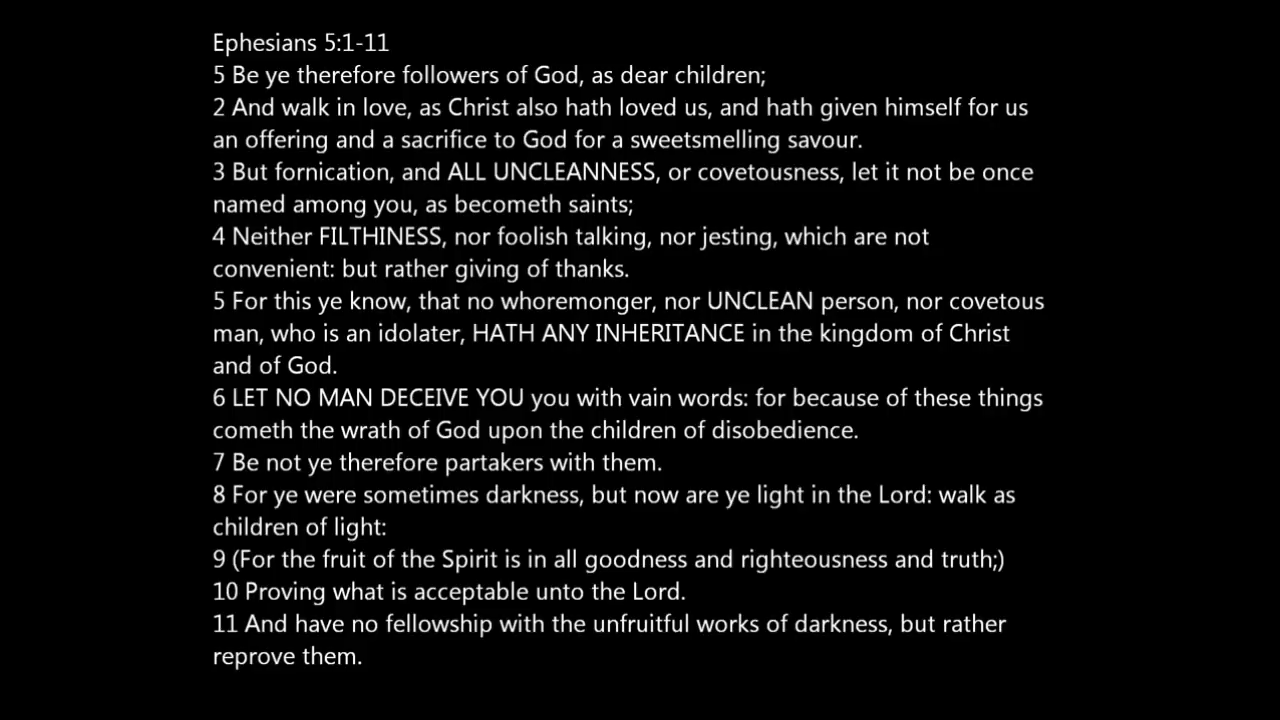 Ephesians 5:1-11
5 Be ye therefore followers of God, as dear children;
2 And walk in love, as Christ also hath loved us, and hath given himself for us
an offering and a sacrifice to God for a sweetsmelling savour.
3 But fornication, and ALL UNCLEANNESS, or covetousness, let it not be once
named among you, as becometh saints;
4 Neither FILTHINESS, nor foolish talking, nor jesting, which are not
convenient: but rather giving of thanks.
5 For this ye know, that no whoremonger, nor UNCLEAN person, nor covetous
man, who is an idolater, HATH ANY INHERITANCE in the kingdom of Christ
and of God.
6 LET NO MAN DECEIVE YOU you with vain words: for because of these things
cometh the wrath of God upon the children of disobedience.
7 Be not ye therefore partakers with them.
8 For ye were sometimes darkness, but now are ye light in the Lord: walk as
children of light:
9 (For the fruit of the Spirit is in all goodness and righteousness and truth;)
10 Proving what is acceptable unto the Lord.
11 And have no fellowship with the unfruitful works of darkness, but rather
reprove them.